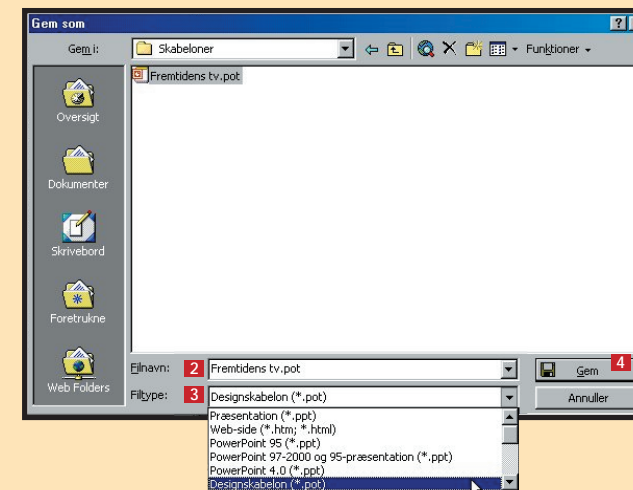 Gem som
Gem i: Skabeloner Funktioner
Fremtidens tv.pot
Oversigt
Dokumenter
Skrivebord
Foretrukne
Web Folders
Filnavn: 2 Fremtidens tv.pot Gem 4
Filtype: 3 Designskabelon (*.pot) Annuller
Præsentation (*.ppt)
Web-side (*.htm; *.html)
PowerPoint 95 (*.ppt)
PowerPoint 97-2000 og 95-præsentation (*.ppt)
PowerPoint 4.0 (*.ppt)
Designskabelon (*.pot)